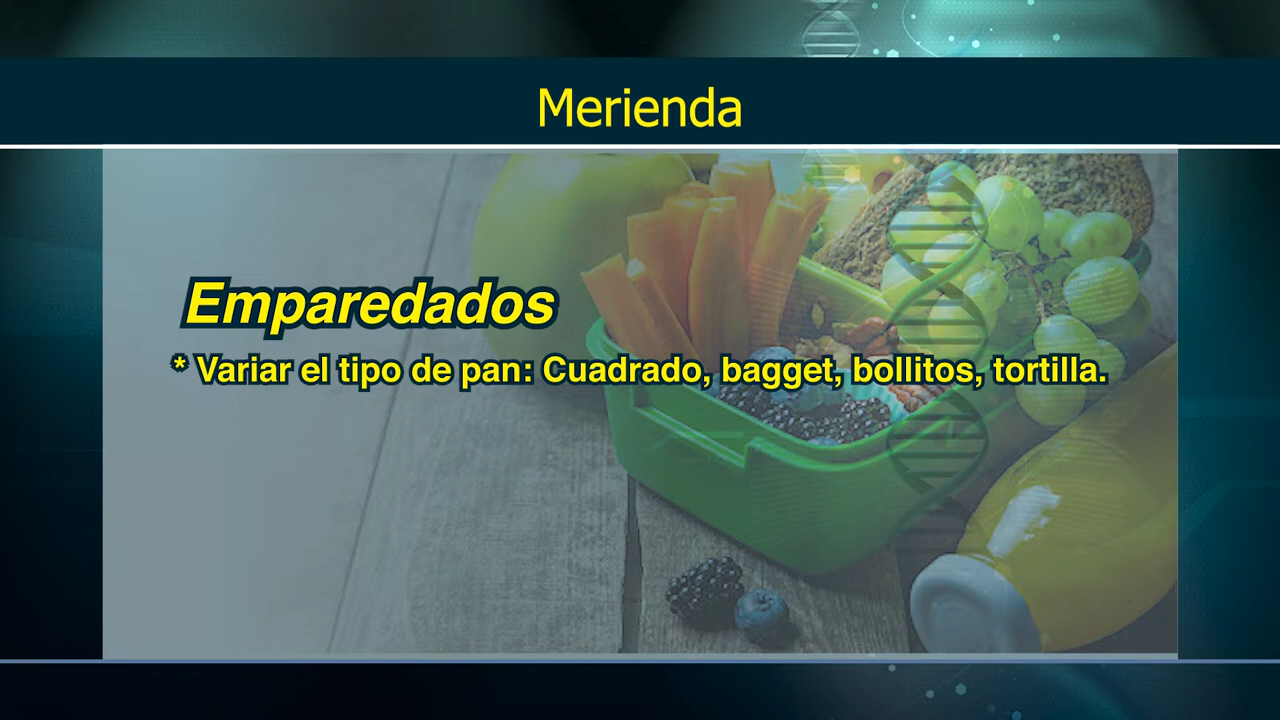 Merienda
Emparedados
* Variar el tipo de pan: Cuadrado, bagget, bollitos, tortilla.